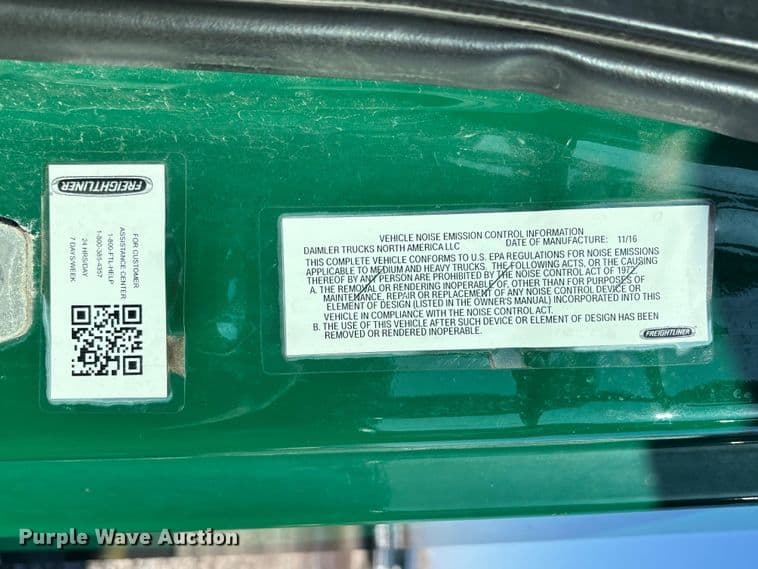 FREIGHTLINER
FOR CUSTOMER
ASSISTANCE CENTER
1-800-FTL-HELP
1-800-385-4357
24 HRS/DAY
7 DAYS/WEEK
VEHICLE NOISE EMISSION CONTROL INFORMATION
DAIMLER TRUCKS NORTH AMERICA LLC DATE OF MANUFACTURE: 11/16
THIS COMPLETE VEHICLE CONFORMS TO U.S. EPA REGULATIONS FOR NOISE EMISSIONS
APPLICABLE TO MEDIUM AND HEAVY TRUCKS. THE FOLLOWING ACTS, OR THE CAUSING
THEREOF BY ANY PERSON ARE PROHIBITED BY THE NOISE CONTROL ACT OF 1972.
A. THE REMOVAL OR RENDERING INOPERABLE OF, OTHER THAN FOR PURPOSES OF
MAINTENANCE, REPAIR OR REPLACEMENT OF ANY NOISE CONTROL DEVICE OR
ELEMENT OF DESIGN (LISTED IN THE OWNER'S MANUAL) INCORPORATED INTO THIS
VEHICLE IN COMPLIANCE WITH THE NOISE CONTROL ACT.
B. THE USE OF THIS VEHICLE AFTER SUCH DEVICE OR ELEMENT OF DESIGN HAS BEEN
REMOVED OR RENDERED INOPERABLE.
FREIGHTLINER
Purple Wave Auction